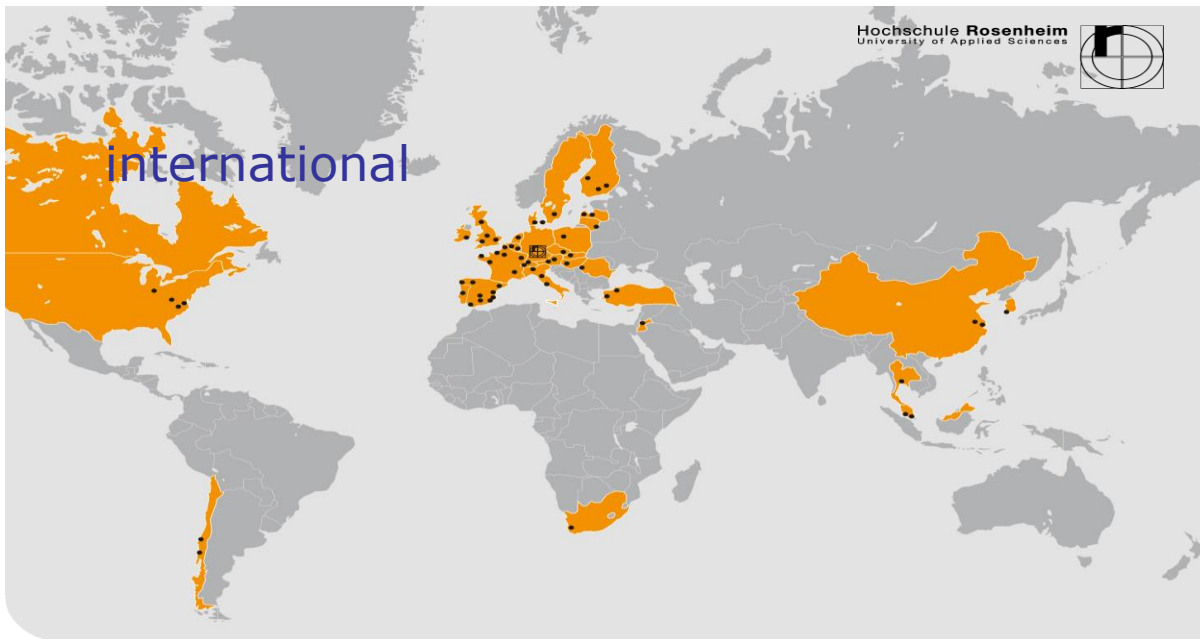 Hochschule Rosenheim
University of Applied Sciences
international